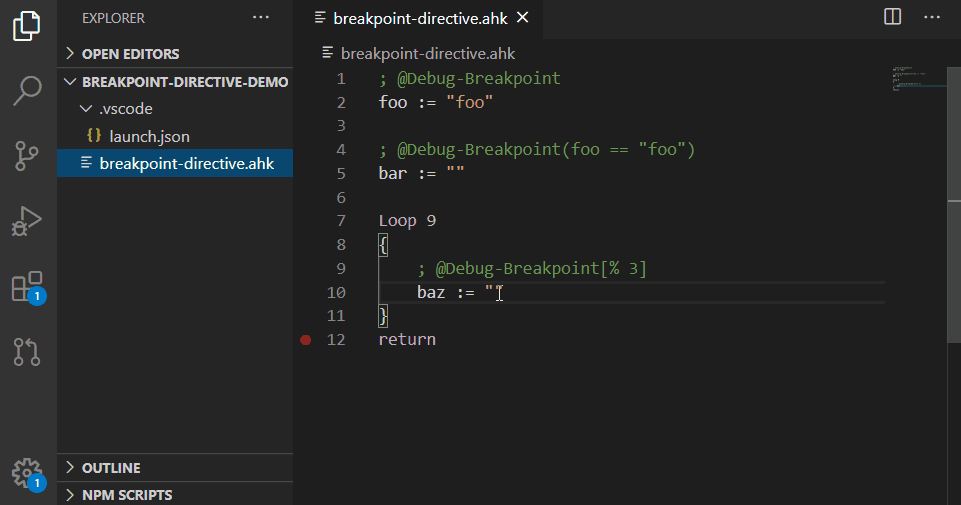 EXPLORER
OPEN EDITORS
BREAKPOINT-DIRECTIVE-DEMO
.vscode
{} launch.json
breakpoint-directive.ahk
1
1
OUTLINE
NPM SCRIPTS
breakpoint-directive.ahk
breakpoint-directive.ahk
1 ; @Debug-Breakpoint
2 foo := "foo"
3
4 ; @Debug-Breakpoint(foo == "foo")
5 bar := ""
6
7 Loop 9
8 {
9 ; @Debug-Breakpoint[% 3]
10 baz := ""
11 }
12 return